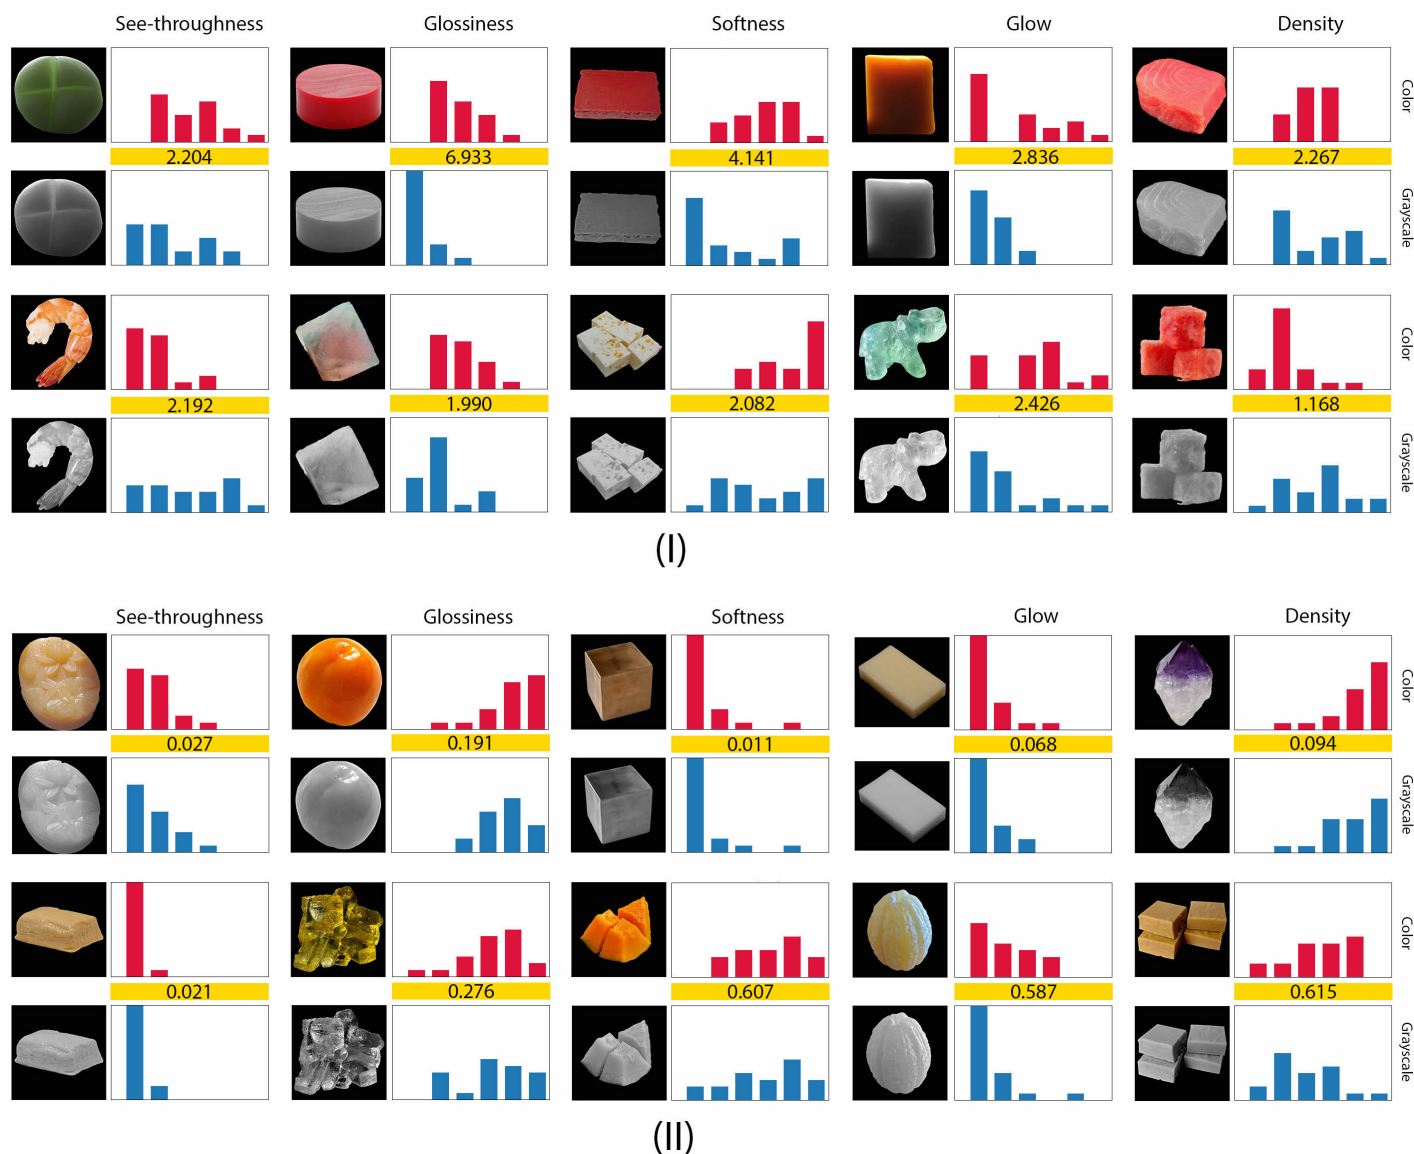 See-throughness Glossiness Softness Glow Density
Color
2.204 6.933 4.141 2.836 2.267
Grayscale
Color
2.192 1.990 2.082 2.426 1.168
Grayscale
(I)
See-throughness Glossiness Softness Glow Density
Color
0.027 0.191 0.011 0.068 0.094
Grayscale
Color
0.021 0.276 0.607 0.587 0.615
Grayscale
(II)